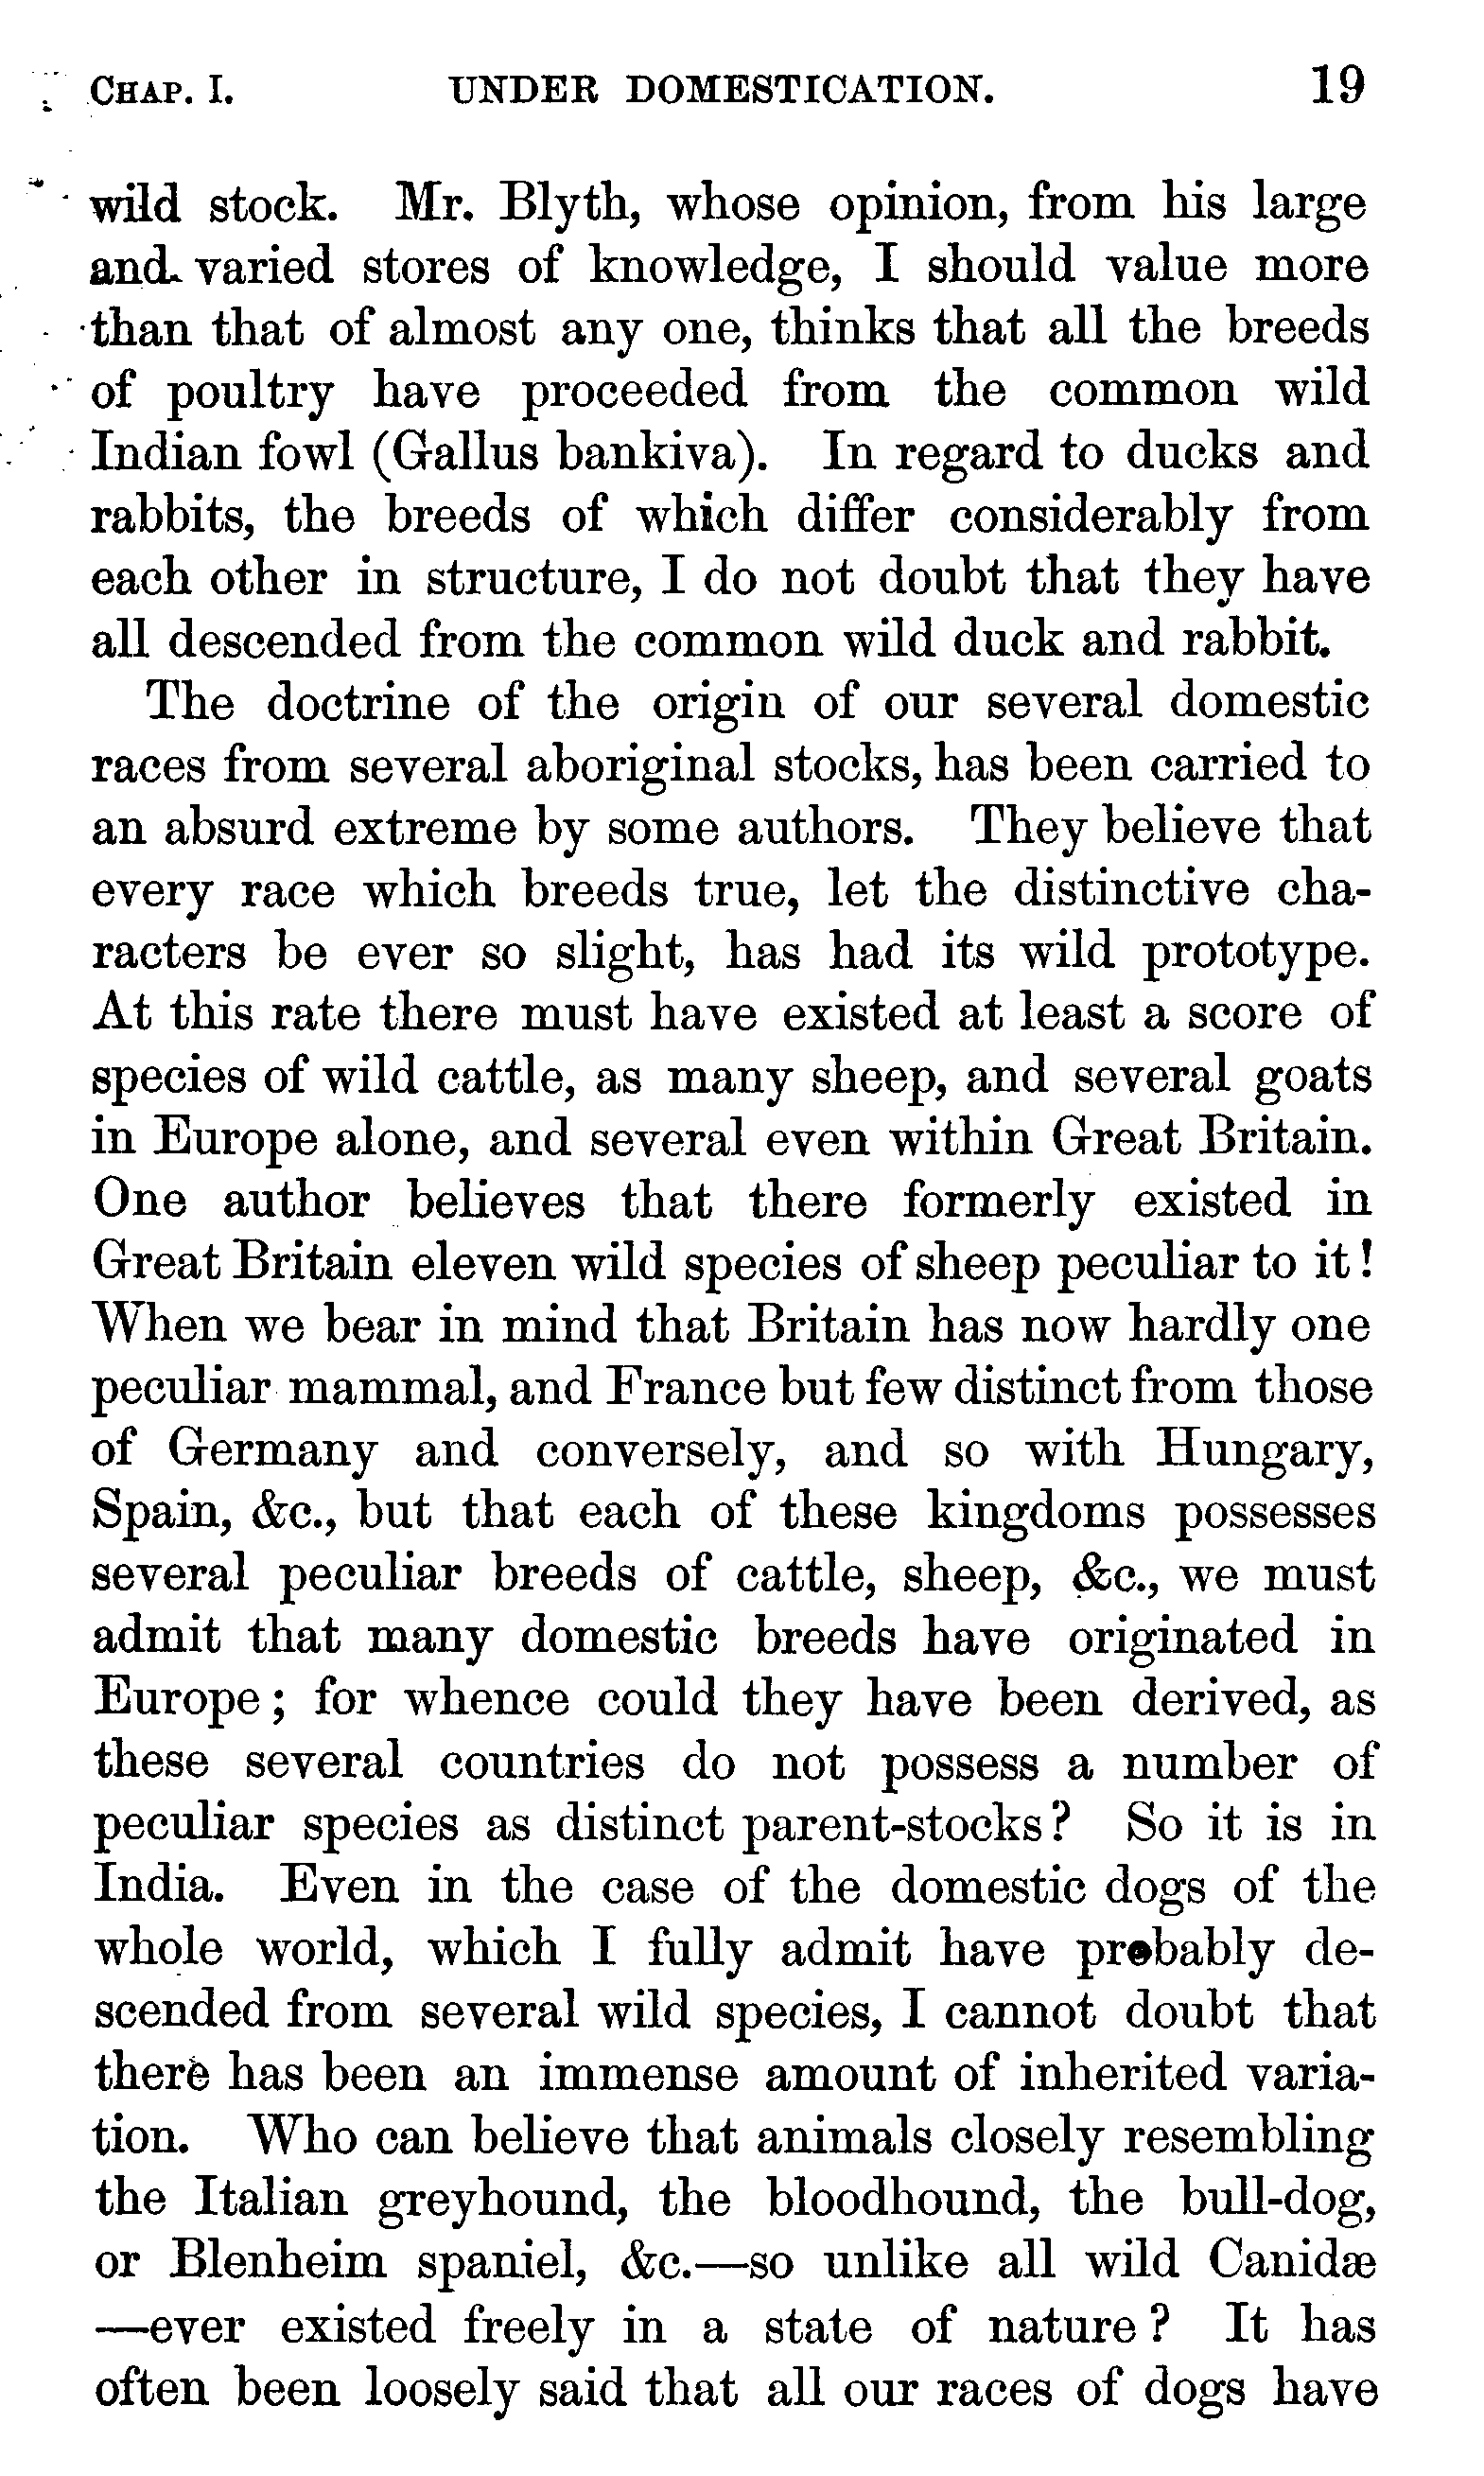 CHAP. I. UNDER DOMESTICATION. 19
wild stock. Mr. Blyth, whose opinion, from his large
and varied stores of knowledge, I should value more
than that of almost any one, thinks that all the breeds
of poultry have proceeded from the common wild
Indian fowl (Gallus bankiva). In regard to ducks and
rabbits, the breeds of which differ considerably from
each other in structure, I do not doubt that they have
all descended from the common wild duck and rabbit.
The doctrine of the origin of our several domestic
races from several aboriginal stocks, has been carried to
an absurd extreme by some authors. They believe that
every race which breeds true, let the distinctive cha-
racters be ever so slight, has had its wild prototype.
At this rate there must have existed at least a score of
species of wild cattle, as many sheep, and several goats
in Europe alone, and several even within Great Britain.
One author believes that there formerly existed in
Great Britain eleven wild species of sheep peculiar to it!
When we bear in mind that Britain has now hardly one
peculiar mammal, and France but few distinct from those
of Germany and conversely, and so with Hungary,
Spain, &c., but that each of these kingdoms possesses
several peculiar breeds of cattle, sheep, &c., we must
admit that many domestic breeds have originated in
Europe; for whence could they have been derived, as
these several countries do not possess a number of
peculiar species as distinct parent-stocks? So it is in
India. Even in the case of the domestic dogs of the
whole world, which I fully admit have probably de-
scended from several wild species, I cannot doubt that
there has been an immense amount of inherited varia-
tion. Who can believe that animals closely resembling
the Italian greyhound, the bloodhound, the bull-dog,
or Blenheim spaniel, &c.—so unlike all wild Canidæ
—ever existed freely in a state of nature? It has
often been loosely said that all our races of dogs have